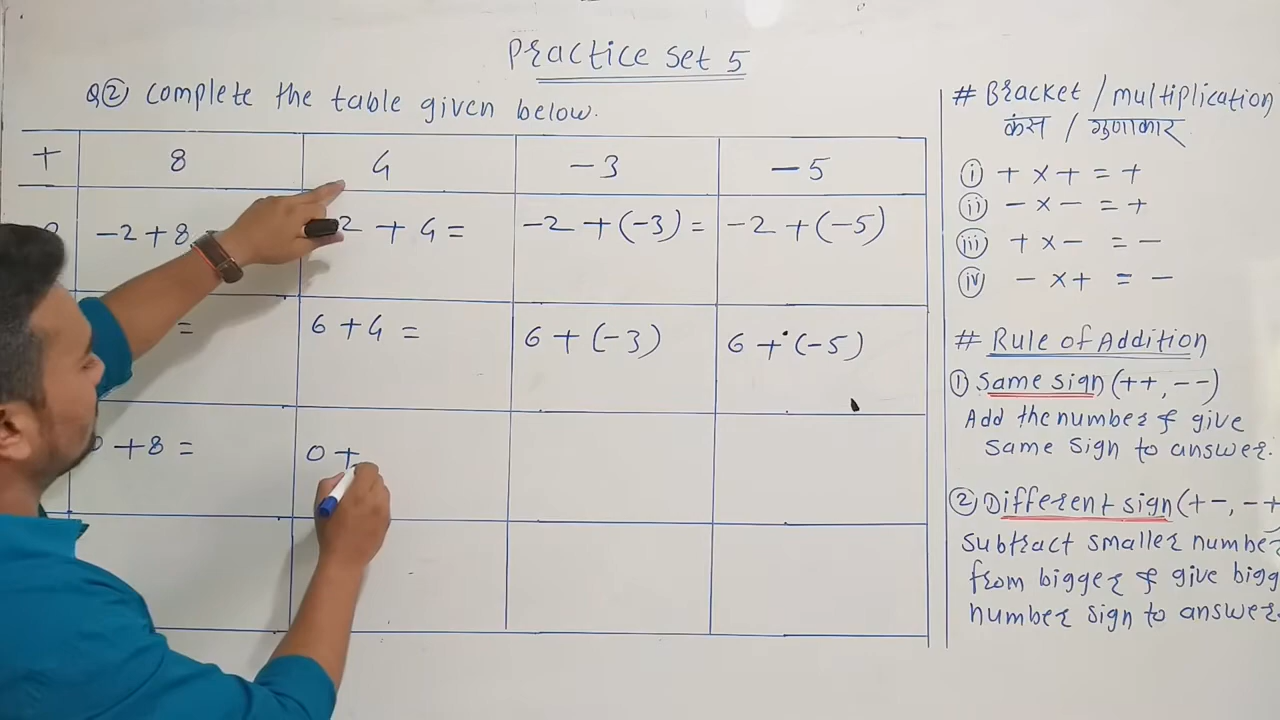 Practice Set 5
Q② Complete the table given below.
+ 8 4 -3 -5
-2+8 2 + 4 = -2 +(-3) = -2 +(-5)
= 6 + 4 = 6 + (-3) 6 + (-5)
0 +8 = 0 +
# Bracket / multiplication
कंस / गुणाकार
ⓘ + × + = +
ⓘⓘ - × - = +
ⓘⓘⓘ + × - = -
ⓘⓥ - × + = -
# Rule of Addition
① Same sign (++, --)
Add the number & give
same sign to answer.
② Different sign (+-, -+
subtract smaller number
from bigger & give bigg
number sign to answer.